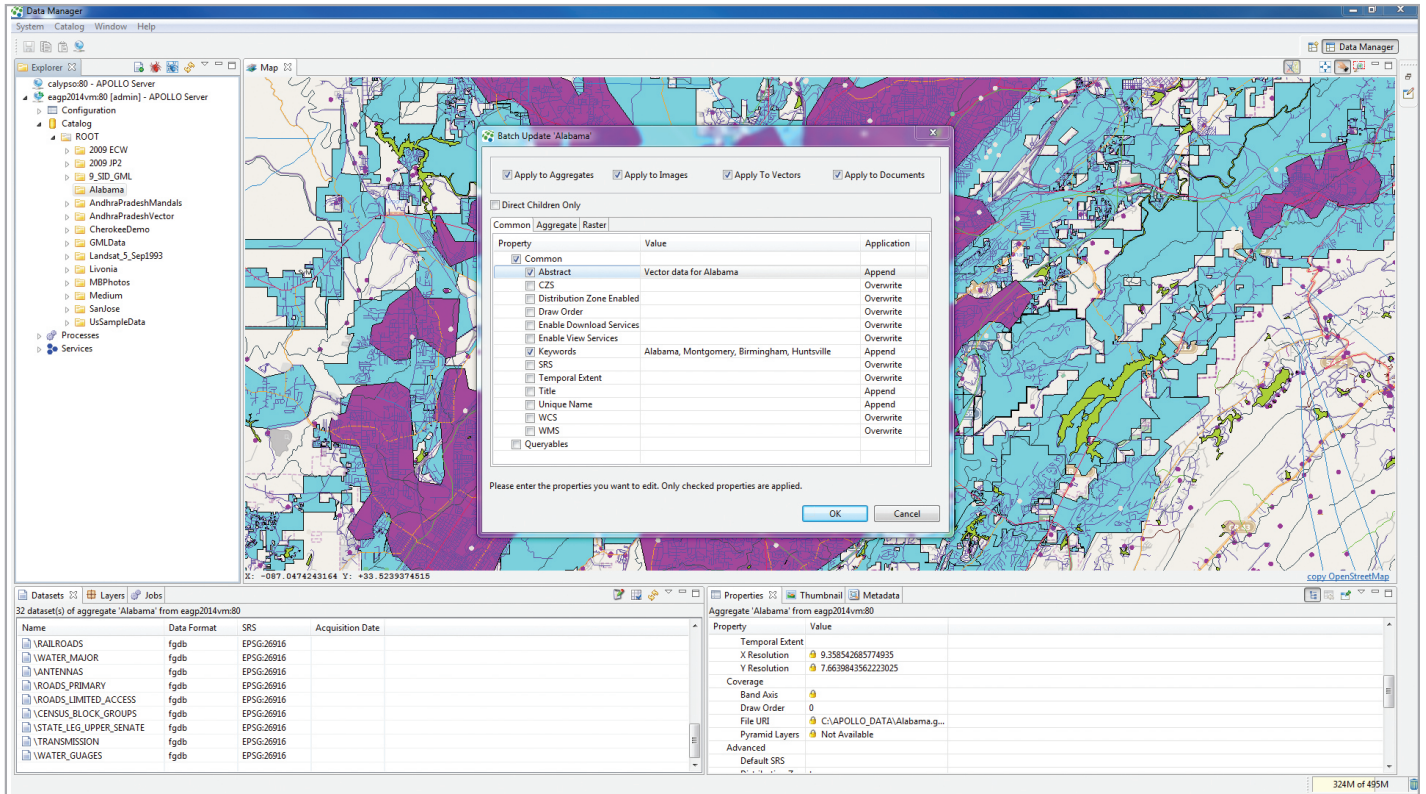 Data Manager
System Catalog Window Help
Data Manager
Explorer
Map
calypso:80 - APOLLO Server
eagp2014vm:80 [admin] - APOLLO Server
Configuration
Catalog
ROOT
2009 ECW
2009 JP2
9_SID_GML
Alabama
AndhraPradeshMandals
AndhraPradeshVector
CherokeeDemo
GMLData
Landsat_5_Sep1993
Livonia
MBPhotos
Medium
SanJose
UsSampleData
Processes
Services
Batch Update 'Alabama'
Apply to Aggregates Apply to Images Apply To Vectors Apply to Documents
Direct Children Only
Common Aggregate Raster
Property Value Application
Common
Abstract Vector data for Alabama Append
CZS Overwrite
Distribution Zone Enabled Overwrite
Draw Order Overwrite
Enable Download Services Overwrite
Enable View Services Overwrite
Keywords Alabama, Montgomery, Birmingham, Huntsville Append
SRS Overwrite
Temporal Extent Overwrite
Title Append
Unique Name Append
WCS Overwrite
WMS Overwrite
Queryables
Please enter the properties you want to edit. Only checked properties are applied.
OK Cancel
X: -087.0474243164 Y: +33.5239374515
copy OpenStreetMap
Datasets Layers Jobs
32 dataset(s) of aggregate 'Alabama' from eagp2014vm:80
Name Data Format SRS Acquisition Date
\RAILROADS fgdb EPSG:26916
\WATER_MAJOR fgdb EPSG:26916
\ANTENNAS fgdb EPSG:26916
\ROADS_PRIMARY fgdb EPSG:26916
\ROADS_LIMITED_ACCESS fgdb EPSG:26916
\CENSUS_BLOCK_GROUPS fgdb EPSG:26916
\STATE_LEG_UPPER_SENATE fgdb EPSG:26916
\TRANSMISSION fgdb EPSG:26916
\WATER_GUAGES fgdb EPSG:26916
Properties Thumbnail Metadata
Aggregate 'Alabama' from eagp2014vm:80
Property Value
Temporal Extent
X Resolution 9.358542685774935
Y Resolution 7.6639843562223025
Coverage
Band Axis
Draw Order 0
File URI C:\APOLLO_DATA\Alabama.g...
Pyramid Layers Not Available
Advanced
Default SRS
324M of 495M